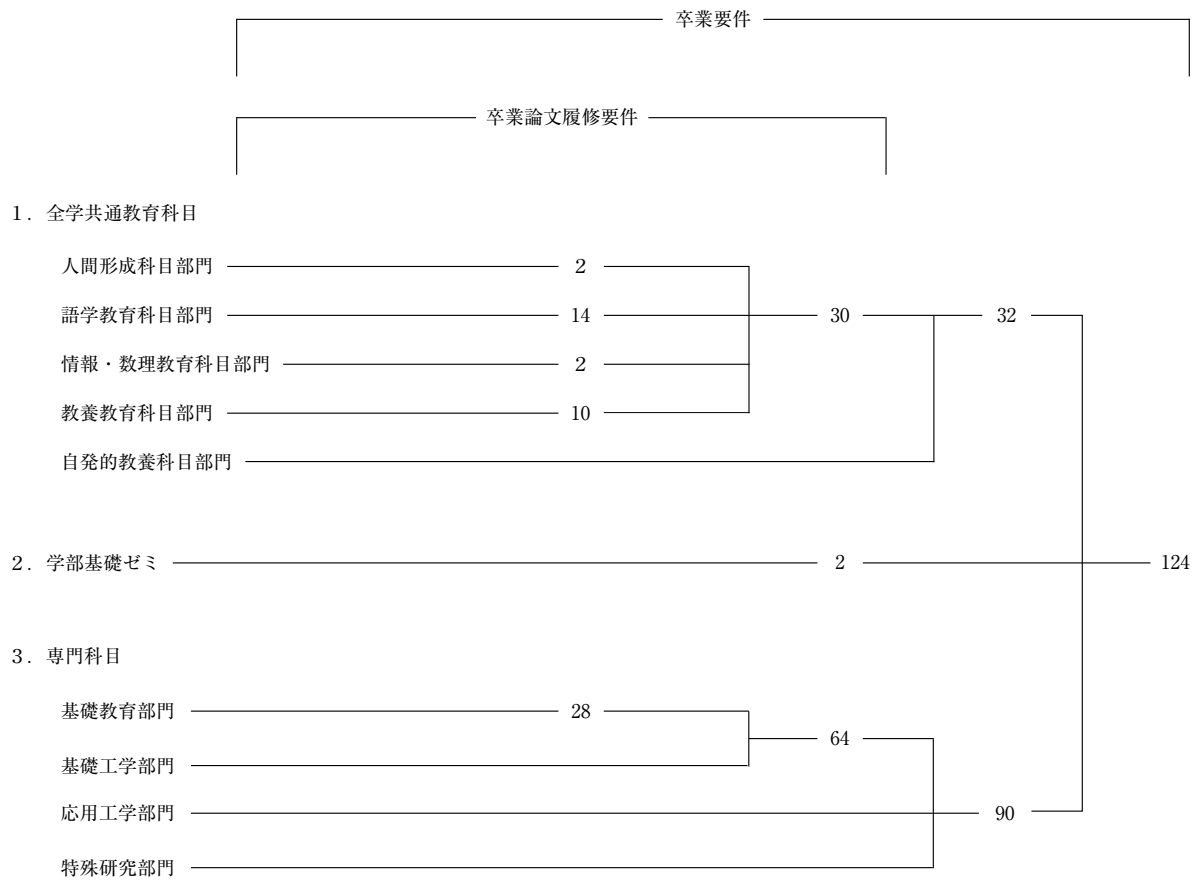 卒業要件
卒業論文履修要件
1．全学共通教育科目
人間形成科目部門 2
語学教育科目部門 14 30 32
情報・数理教育科目部門 2
教養教育科目部門 10
自発的教養科目部門
2．学部基礎ゼミ 2 124
3．専門科目
基礎教育部門 28
64
基礎工学部門
応用工学部門 90
特殊研究部門